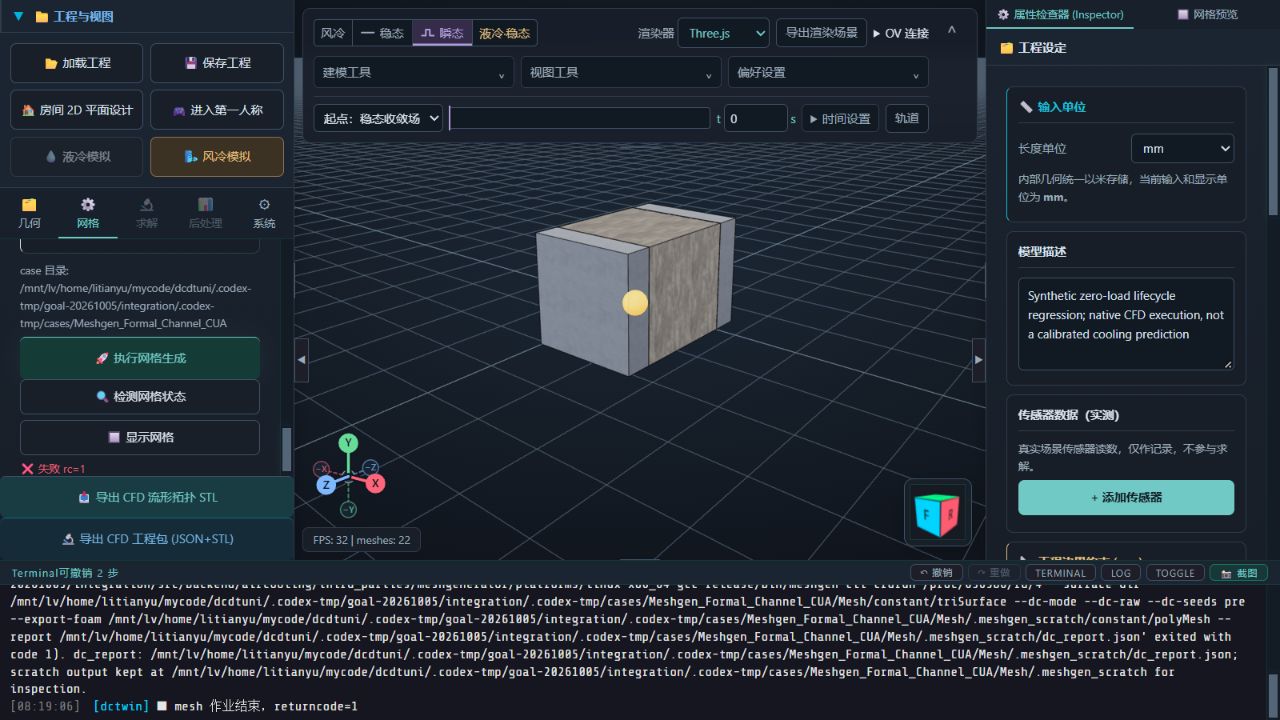 ▼ 📁 工程与视图
📂 加载工程
💾 保存工程
🏠 房间 2D 平面设计
🎮 进入第一人称
💧 液冷模拟
🌬️ 风冷模拟
几何
网格
求解
后处理
系统
case 目录:
/mnt/lv/home/litianyu/mycode/dcdtuni/.codex-
tmp/goal-20261005/integration/.codex-
tmp/cases/Meshgen_Formal_Channel_CUA
🚀 执行网格生成
🔍 检测网格状态
显示网格
❌ 失败 rc=1
导出 CFD 流形拓扑 STL
🔬 导出 CFD 工程包 (JSON+STL)
风冷 稳态 瞬态 液冷·稳态
渲染器 Three.js 导出渲染场景 ▶ OV 连接 ^
建模工具 视图工具 偏好设置
起点：稳态收敛场 t 0 s ▶ 时间设置 轨道
◀
▶
Y
-X
-Z
Z
X
-Y
F R
FPS: 32 | meshes: 22
⚙ 属性检查器 (Inspector)
网格预览
📁 工程设定
📏 输入单位
长度单位 mm
内部几何统一以米存储，当前输入和显示单
位为 mm。
模型描述
Synthetic zero-load lifecycle
regression; native CFD execution, not
a calibrated cooling prediction
传感器数据（实测）
真实场景传感器读数，仅作记录，不参与求
解。
+ 添加传感器
Terminal可撤销 2 步
↶ 撤销 ↷ 重做 TERMINAL LOG TOGGLE 📷 截图
/mnt/lv/home/litianyu/mycode/dcdtuni/.codex-tmp/goal-20261005/integration/.codex-tmp/cases/Meshgen_Formal_Channel_CUA/Mesh/constant/triSurface --dc-mode --dc-raw --dc-seeds pre
--export-foam /mnt/lv/home/litianyu/mycode/dcdtuni/.codex-tmp/goal-20261005/integration/.codex-tmp/cases/Meshgen_Formal_Channel_CUA/Mesh/.meshgen_scratch/constant/polyMesh --
report /mnt/lv/home/litianyu/mycode/dcdtuni/.codex-tmp/goal-20261005/integration/.codex-tmp/cases/Meshgen_Formal_Channel_CUA/Mesh/.meshgen_scratch/dc_report.json' exited with
code 1). dc_report: /mnt/lv/home/litianyu/mycode/dcdtuni/.codex-tmp/goal-20261005/integration/.codex-tmp/cases/Meshgen_Formal_Channel_CUA/Mesh/.meshgen_scratch/dc_report.json;
scratch output kept at /mnt/lv/home/litianyu/mycode/dcdtuni/.codex-tmp/goal-20261005/integration/.codex-tmp/cases/Meshgen_Formal_Channel_CUA/Mesh/.meshgen_scratch for
inspection.
[08:19:06] [dctwin] ■ mesh 作业结束, returncode=1